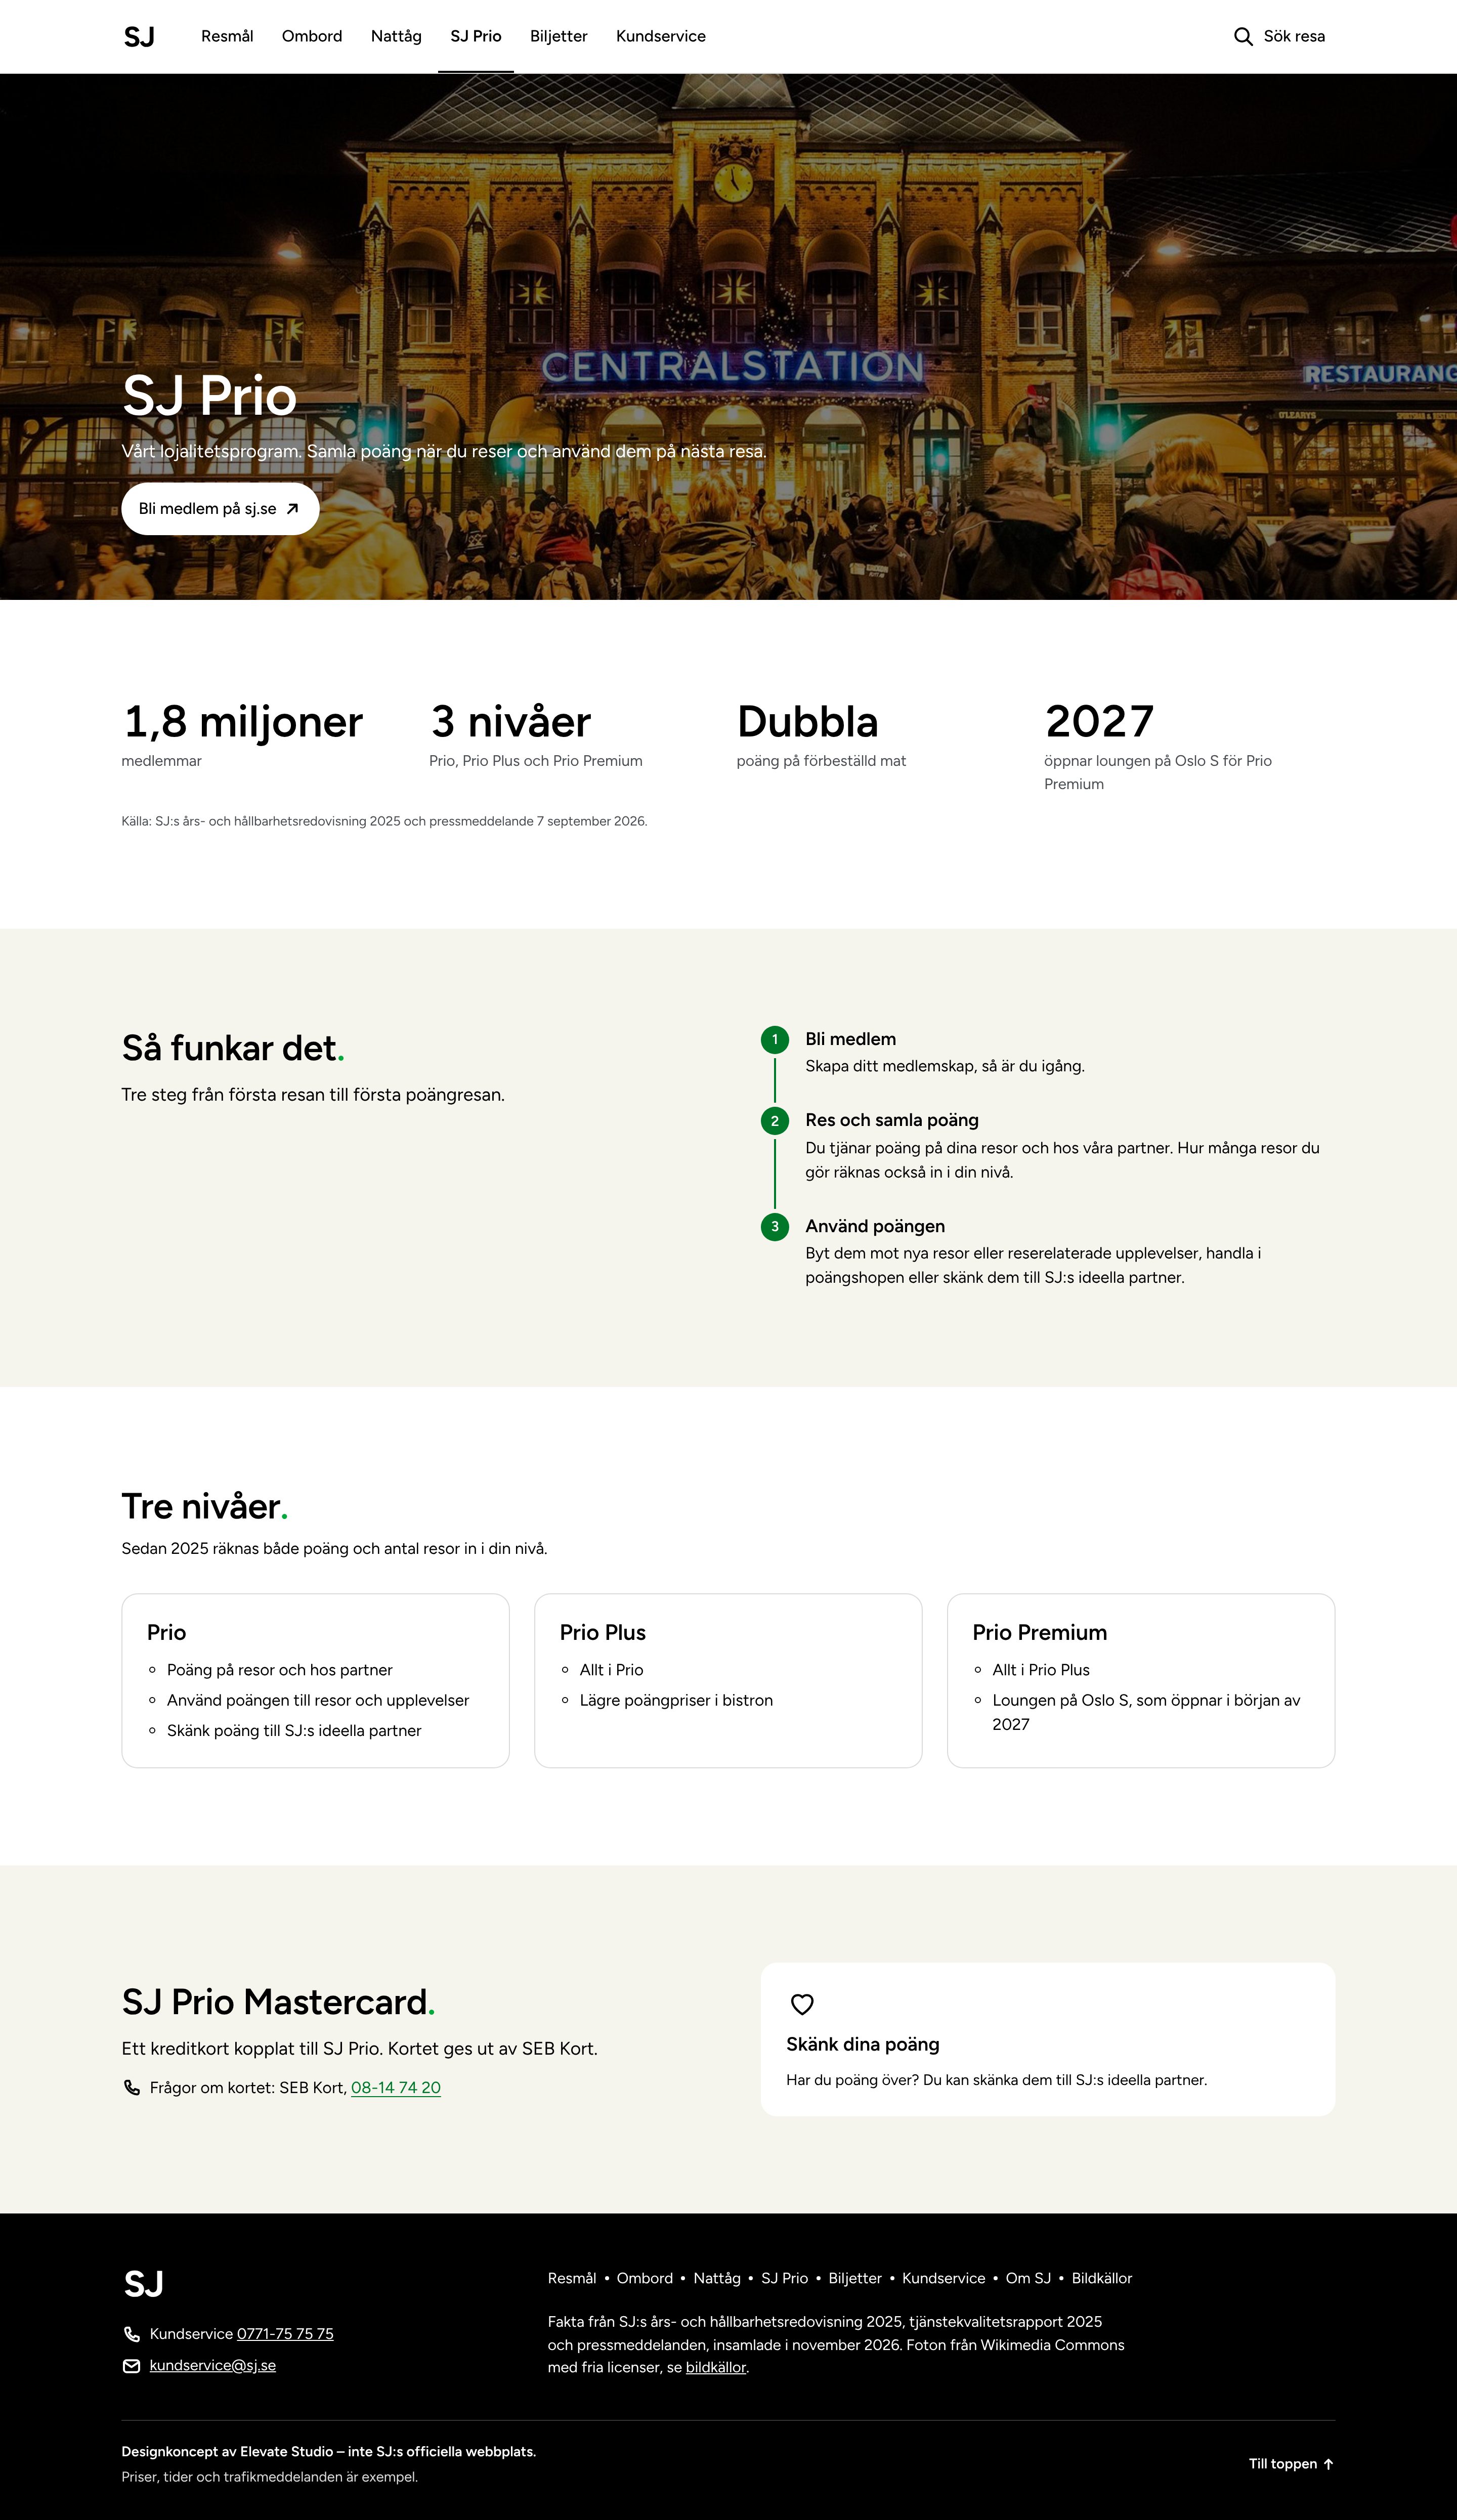 SJ
Resmål
Ombord
Nattåg
SJ Prio
Biljetter
Kundservice
Sök resa
CENTRALSTATION
RESTAURANG
O'LEARYS
SJ Prio
Vårt lojalitetsprogram. Samla poäng när du reser och använd dem på nästa resa.
Bli medlem på sj.se
1,8 miljoner
medlemmar
3 nivåer
Prio, Prio Plus och Prio Premium
Dubbla
poäng på förbeställd mat
2027
öppnar loungen på Oslo S för Prio
Premium
Källa: SJ:s års- och hållbarhetsredovisning 2025 och pressmeddelande 7 september 2026.
Så funkar det.
Tre steg från första resan till första poängresan.
1
Bli medlem
Skapa ditt medlemskap, så är du igång.
2
Res och samla poäng
Du tjänar poäng på dina resor och hos våra partner. Hur många resor du
gör räknas också in i din nivå.
3
Använd poängen
Byt dem mot nya resor eller reserelaterade upplevelser, handla i
poängshopen eller skänk dem till SJ:s ideella partner.
Tre nivåer.
Sedan 2025 räknas både poäng och antal resor in i din nivå.
Prio
Poäng på resor och hos partner
Använd poängen till resor och upplevelser
Skänk poäng till SJ:s ideella partner
Prio Plus
Allt i Prio
Lägre poängpriser i bistron
Prio Premium
Allt i Prio Plus
Loungen på Oslo S, som öppnar i början av
2027
SJ Prio Mastercard.
Ett kreditkort kopplat till SJ Prio. Kortet ges ut av SEB Kort.
Frågor om kortet: SEB Kort, 08-14 74 20
Skänk dina poäng
Har du poäng över? Du kan skänka dem till SJ:s ideella partner.
SJ
Kundservice 0771-75 75 75
kundservice@sj.se
Resmål • Ombord • Nattåg • SJ Prio • Biljetter • Kundservice • Om SJ • Bildkällor
Fakta från SJ:s års- och hållbarhetsredovisning 2025, tjänstekvalitetsrapport 2025
och pressmeddelanden, insamlade i november 2026. Foton från Wikimedia Commons
med fria licenser, se bildkällor.
Designkoncept av Elevate Studio – inte SJ:s officiella webbplats.
Priser, tider och trafikmeddelanden är exempel.
Till toppen